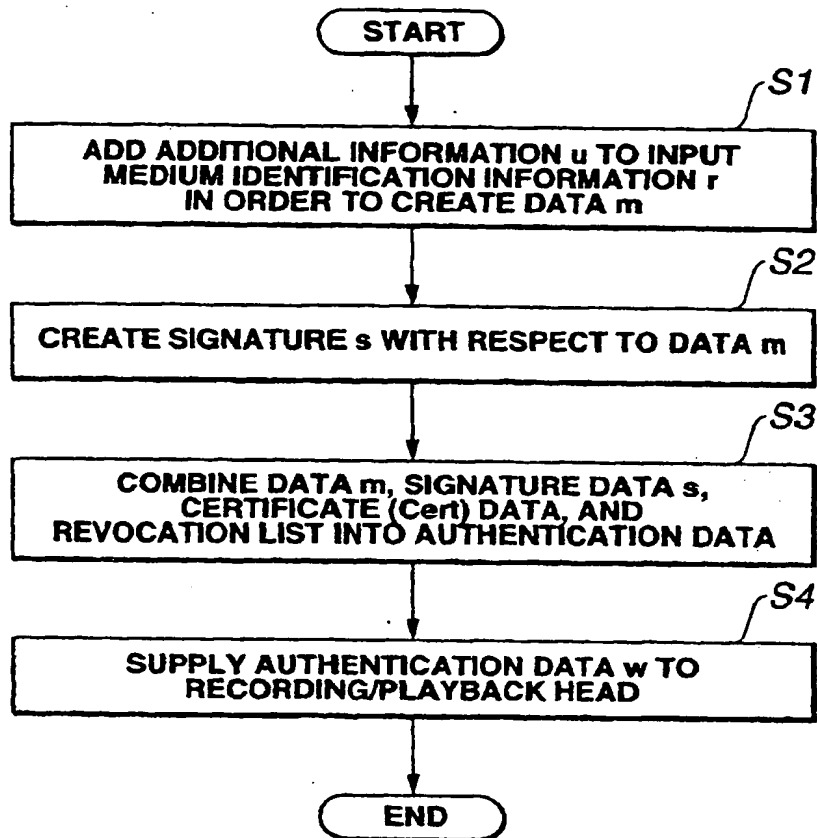 START
S1
ADD ADDITIONAL INFORMATION u TO INPUT
MEDIUM IDENTIFICATION INFORMATION r
IN ORDER TO CREATE DATA m
S2
CREATE SIGNATURE s WITH RESPECT TO DATA m
S3
COMBINE DATA m, SIGNATURE DATA s,
CERTIFICATE (Cert) DATA, AND
REVOCATION LIST INTO AUTHENTICATION DATA
S4
SUPPLY AUTHENTICATION DATA w TO
RECORDING/PLAYBACK HEAD
END